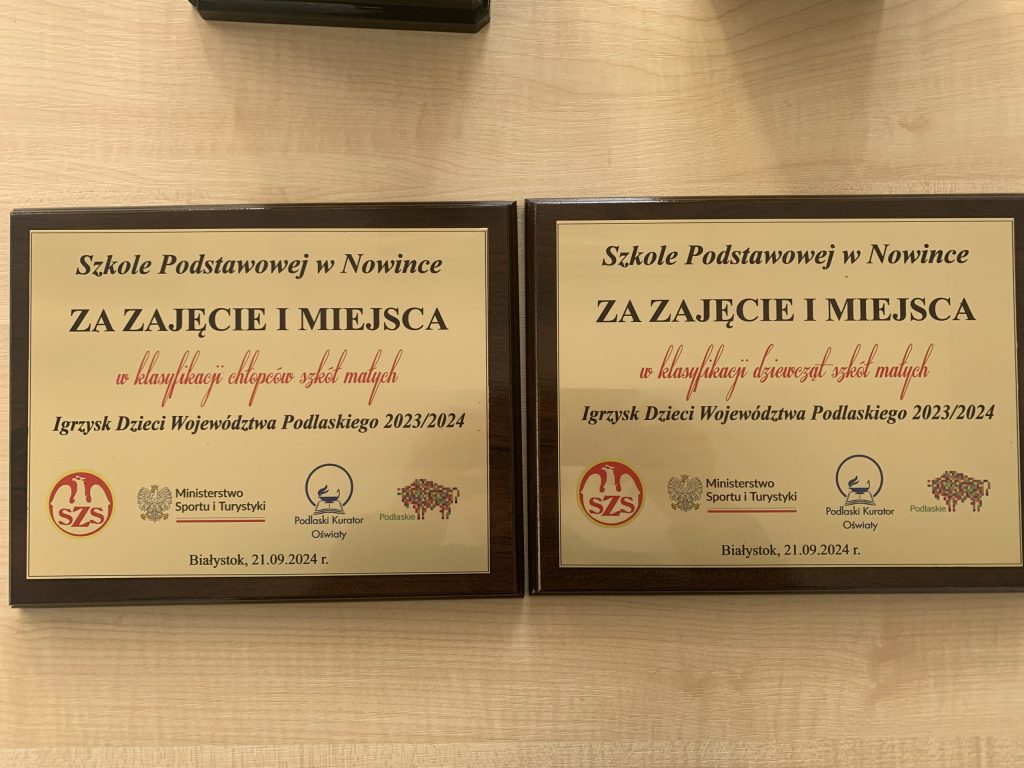 Szkole Podstawowej w Nowince
ZA ZAJĘCIE I MIEJSCA
w klasyfikacji chłopców szkół małych
Igrzysk Dzieci Województwa Podlaskiego 2023/2024
SZS
Ministerstwo
Sportu i Turystyki
Podlaski Kurator
Oświaty
Podlaskie
Białystok, 21.09.2024 r.
Szkole Podstawowej w Nowince
ZA ZAJĘCIE I MIEJSCA
w klasyfikacji dziewcząt szkół małych
Igrzysk Dzieci Województwa Podlaskiego 2023/2024
SZS
Ministerstwo
Sportu i Turystyki
Podlaski Kurator
Oświaty
Podlaskie
Białystok, 21.09.2024 r.